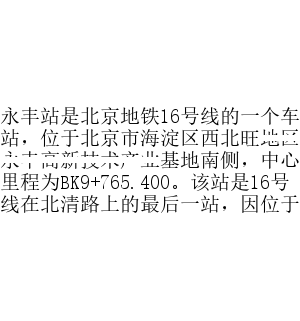 永丰站是北京地铁16号线的一个车
站，位于北京市海淀区西北旺地区
永丰高新技术产业基地南侧，中心
里程为BK9+765.400。该站是16号
线在北清路上的最后一站，因位于